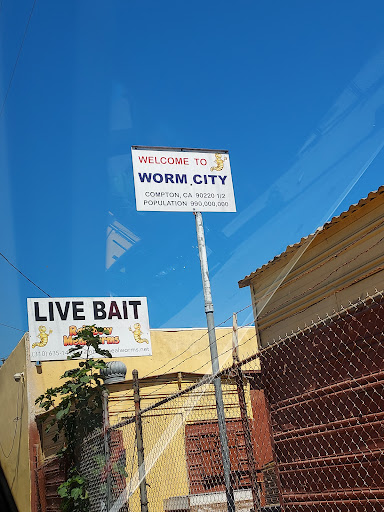 WELCOME TO
WORM CITY
COMPTON, CA 90220 1/2
POPULATION 990,000,000
LIVE BAIT